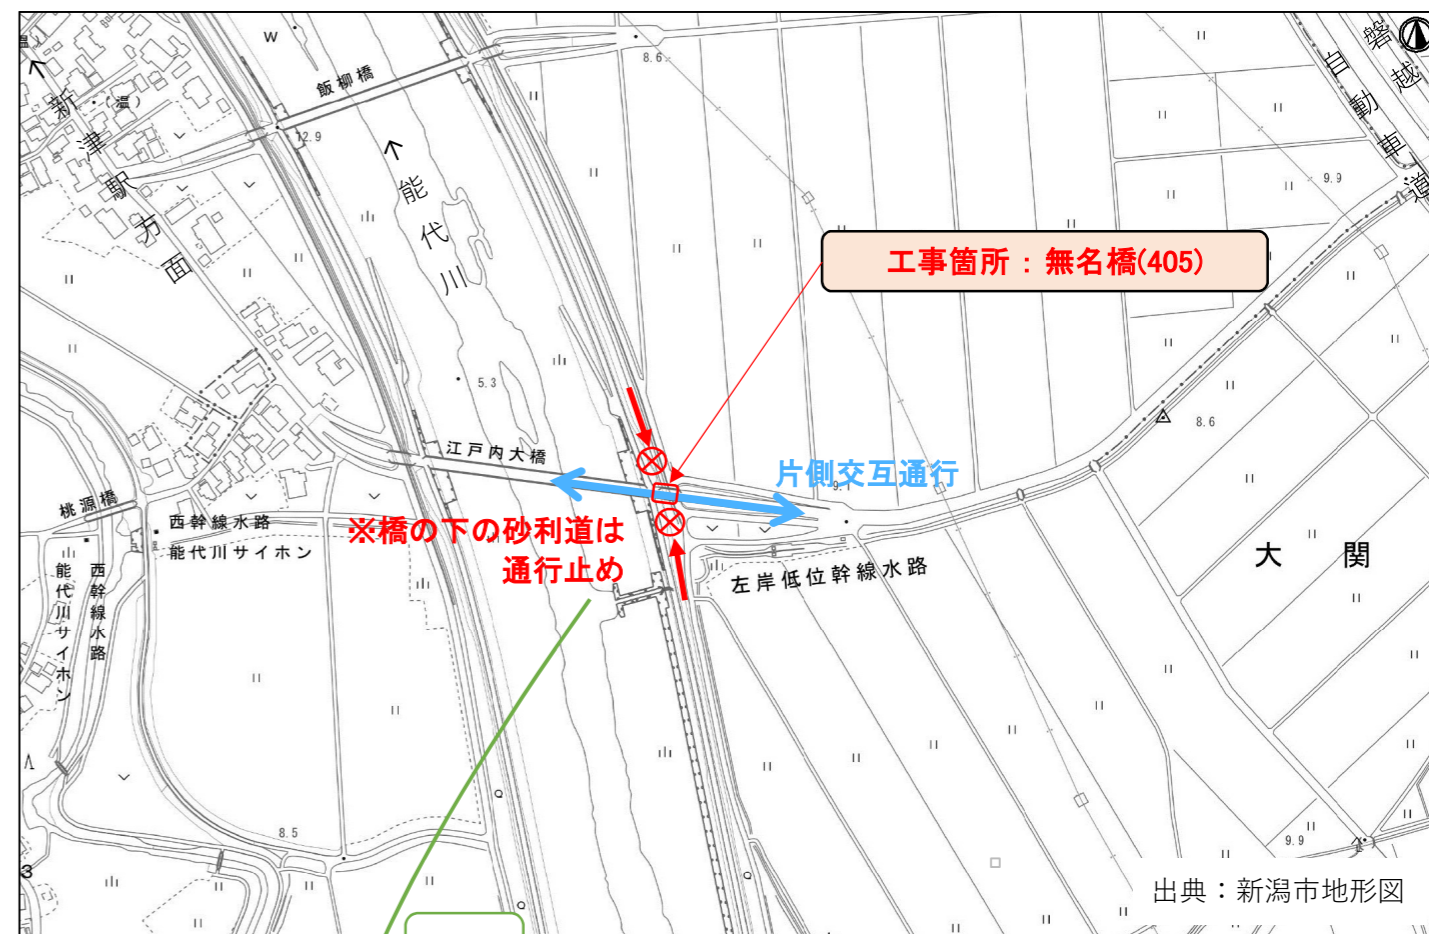 W
飯柳橋
8.6
磐越
自動車道
(温)
12.9
新津駅方面
能代川
9.9
工事箇所：無名橋(405)
5.3
8.6
江戸内大橋
片側交互通行
9.1
桃源橋
西幹線水路
能代川サイホン
※橋の下の砂利道は
通行止め
左岸低位幹線水路
大関
西幹線水路
能代川サイホン
8.5
9.9
3
出典：新潟市地形図